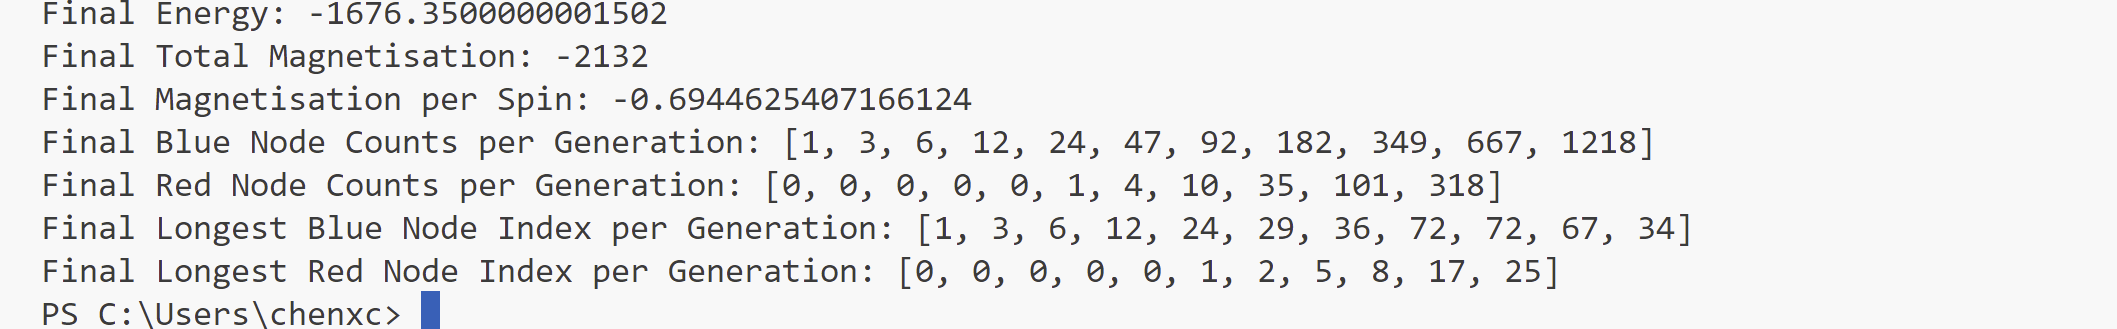 Final Energy: -1676.3500000001502
Final Total Magnetisation: -2132
Final Magnetisation per Spin: -0.6944625407166124
Final Blue Node Counts per Generation: [1, 3, 6, 12, 24, 47, 92, 182, 349, 667, 1218]
Final Red Node Counts per Generation: [0, 0, 0, 0, 0, 1, 4, 10, 35, 101, 318]
Final Longest Blue Node Index per Generation: [1, 3, 6, 12, 24, 29, 36, 72, 72, 67, 34]
Final Longest Red Node Index per Generation: [0, 0, 0, 0, 0, 1, 2, 5, 8, 17, 25]
PS C:\Users\chenxc>